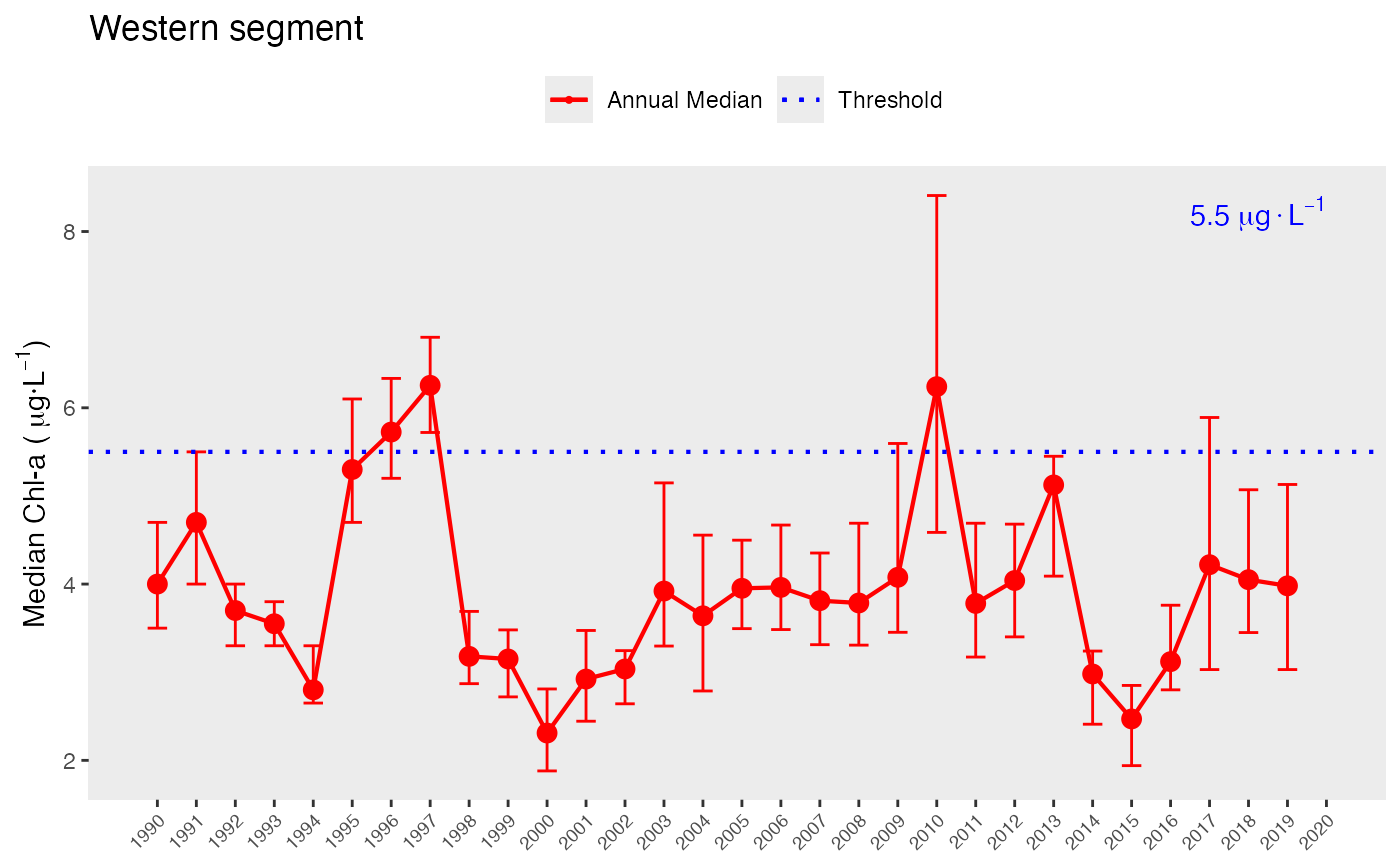 Western segment
Annual Median
Threshold
5.5 μg·L⁻¹
Median Chl-a ( μg·L⁻¹)
8
6
4
2
1990 1991 1992 1993 1994 1995 1996 1997 1998 1999 2000 2001 2002 2003 2004 2005 2006 2007 2008 2009 2010 2011 2012 2013 2014 2015 2016 2017 2018 2019 2020